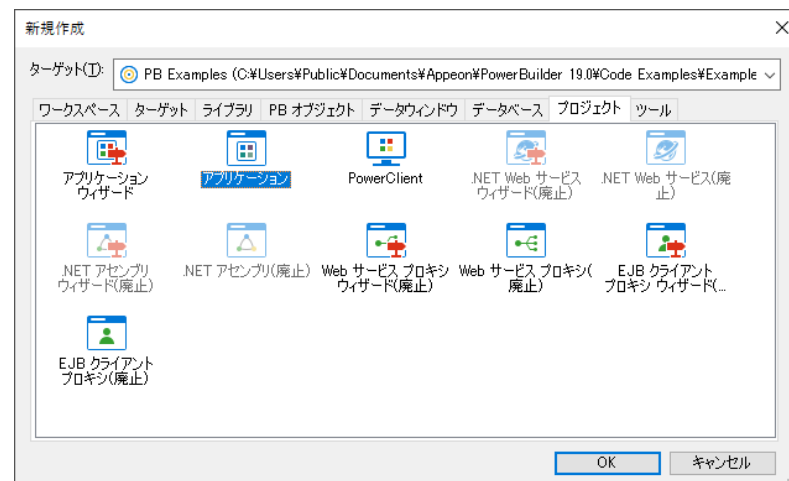 新規作成
ターゲット(T): PB Examples (C:¥Users¥Public¥Documents¥Appeon¥PowerBuilder 19.0¥Code Examples¥Example
ワークスペース ターゲット ライブラリ PB オブジェクト データウィンドウ データベース プロジェクト ツール
アプリケーション
ウィザード
アプリケーション
PowerClient
.NET Web サービス
ウィザード(廃止)
.NET Web サービス(廃
止)
.NET アセンブリ
ウィザード(廃止)
.NET アセンブリ(廃止)
Web サービス プロキシ
ウィザード(廃止)
Web サービス プロキシ(
廃止)
EJB クライアント
プロキシ ウィザード(...
EJB クライアント
プロキシ(廃止)
OK キャンセル